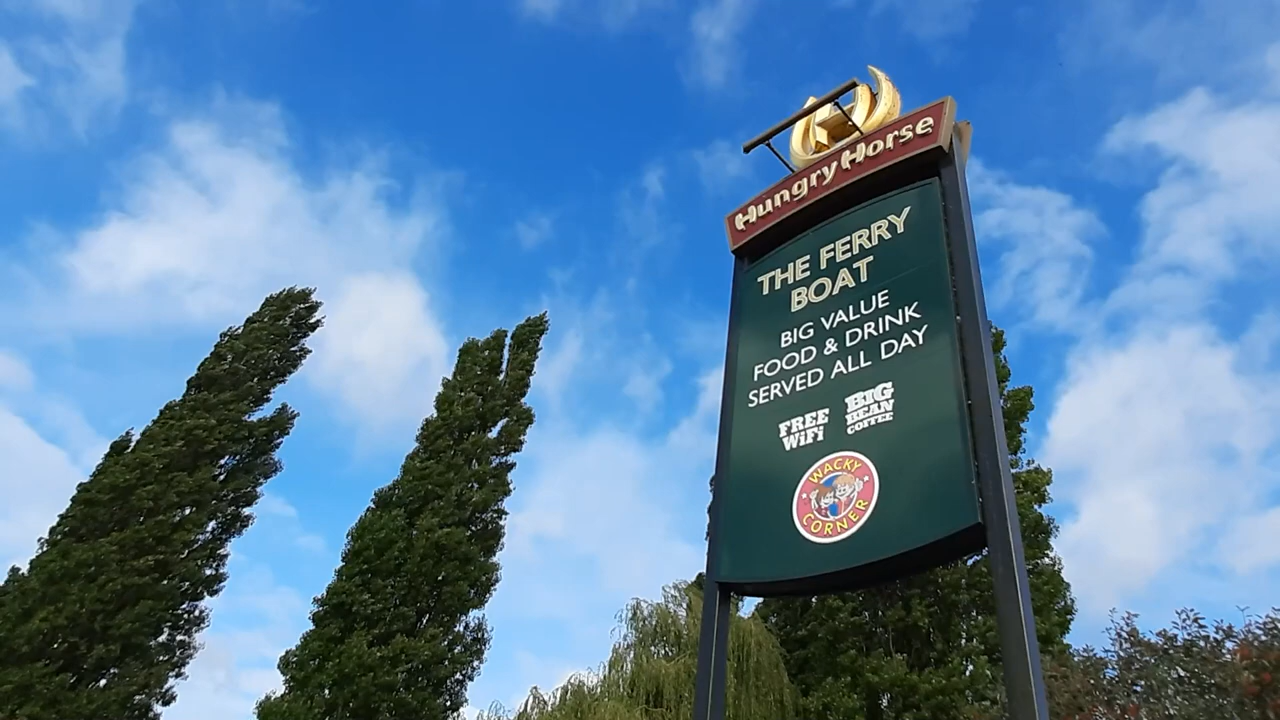 Hungry Horse
THE FERRY
BOAT
BIG VALUE
FOOD & DRINK
SERVED ALL DAY
FREE
WiFi
BIG
BEAN
COFFEE
WACKY
CORNER